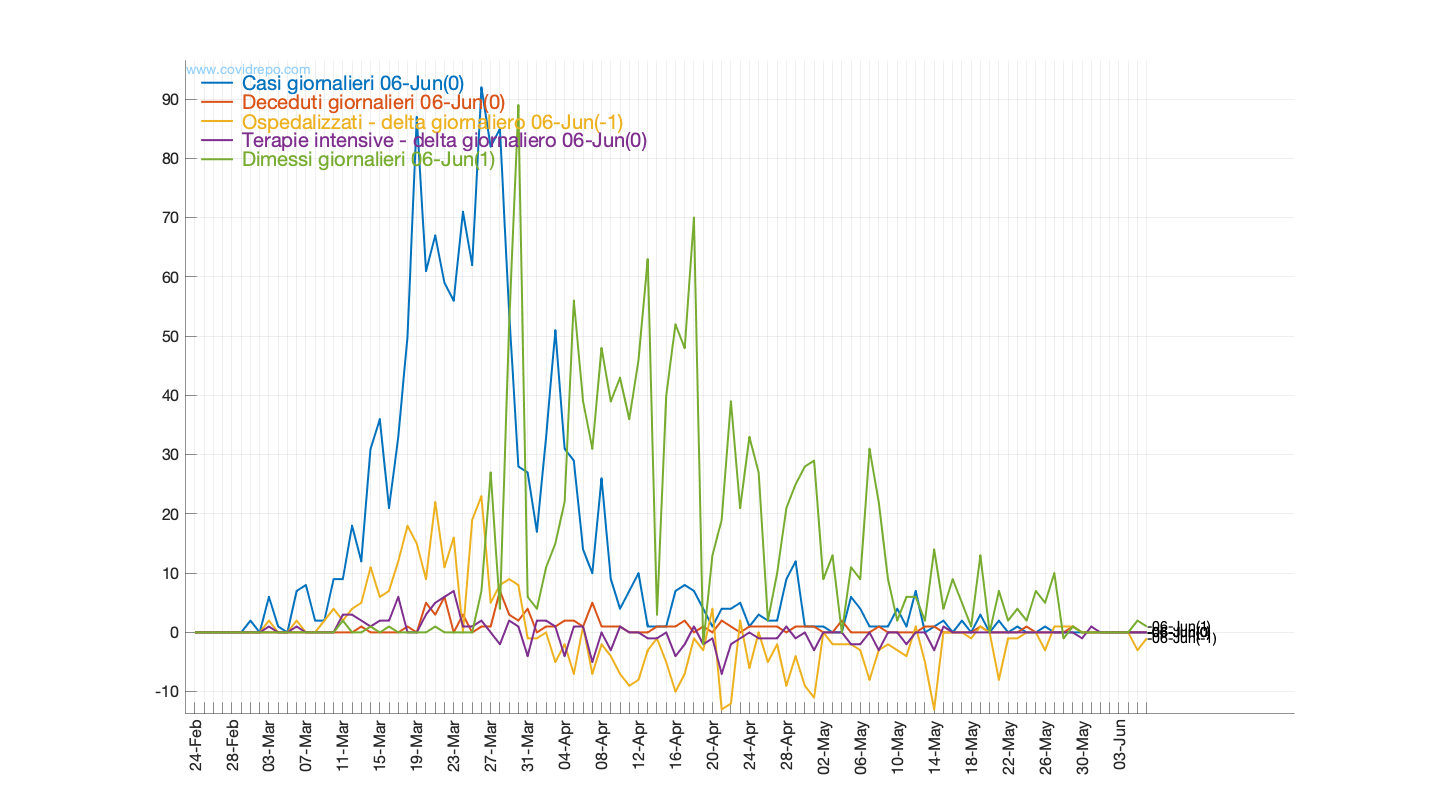 www.covidrepo.com
Casi giornalieri 06-Jun(0)
Deceduti giornalieri 06-Jun(0)
Ospedalizzati - delta giornaliero 06-Jun(-1)
Terapie intensive - delta giornaliero 06-Jun(0)
Dimessi giornalieri 06-Jun(1)
90
80
70
60
50
40
30
20
10
0
-10
06-Jun(1)
06-Jun(0)
06-Jun(-1)
24-Feb
28-Feb
03-Mar
07-Mar
11-Mar
15-Mar
19-Mar
23-Mar
27-Mar
31-Mar
04-Apr
08-Apr
12-Apr
16-Apr
20-Apr
24-Apr
28-Apr
02-May
06-May
10-May
14-May
18-May
22-May
26-May
30-May
03-Jun